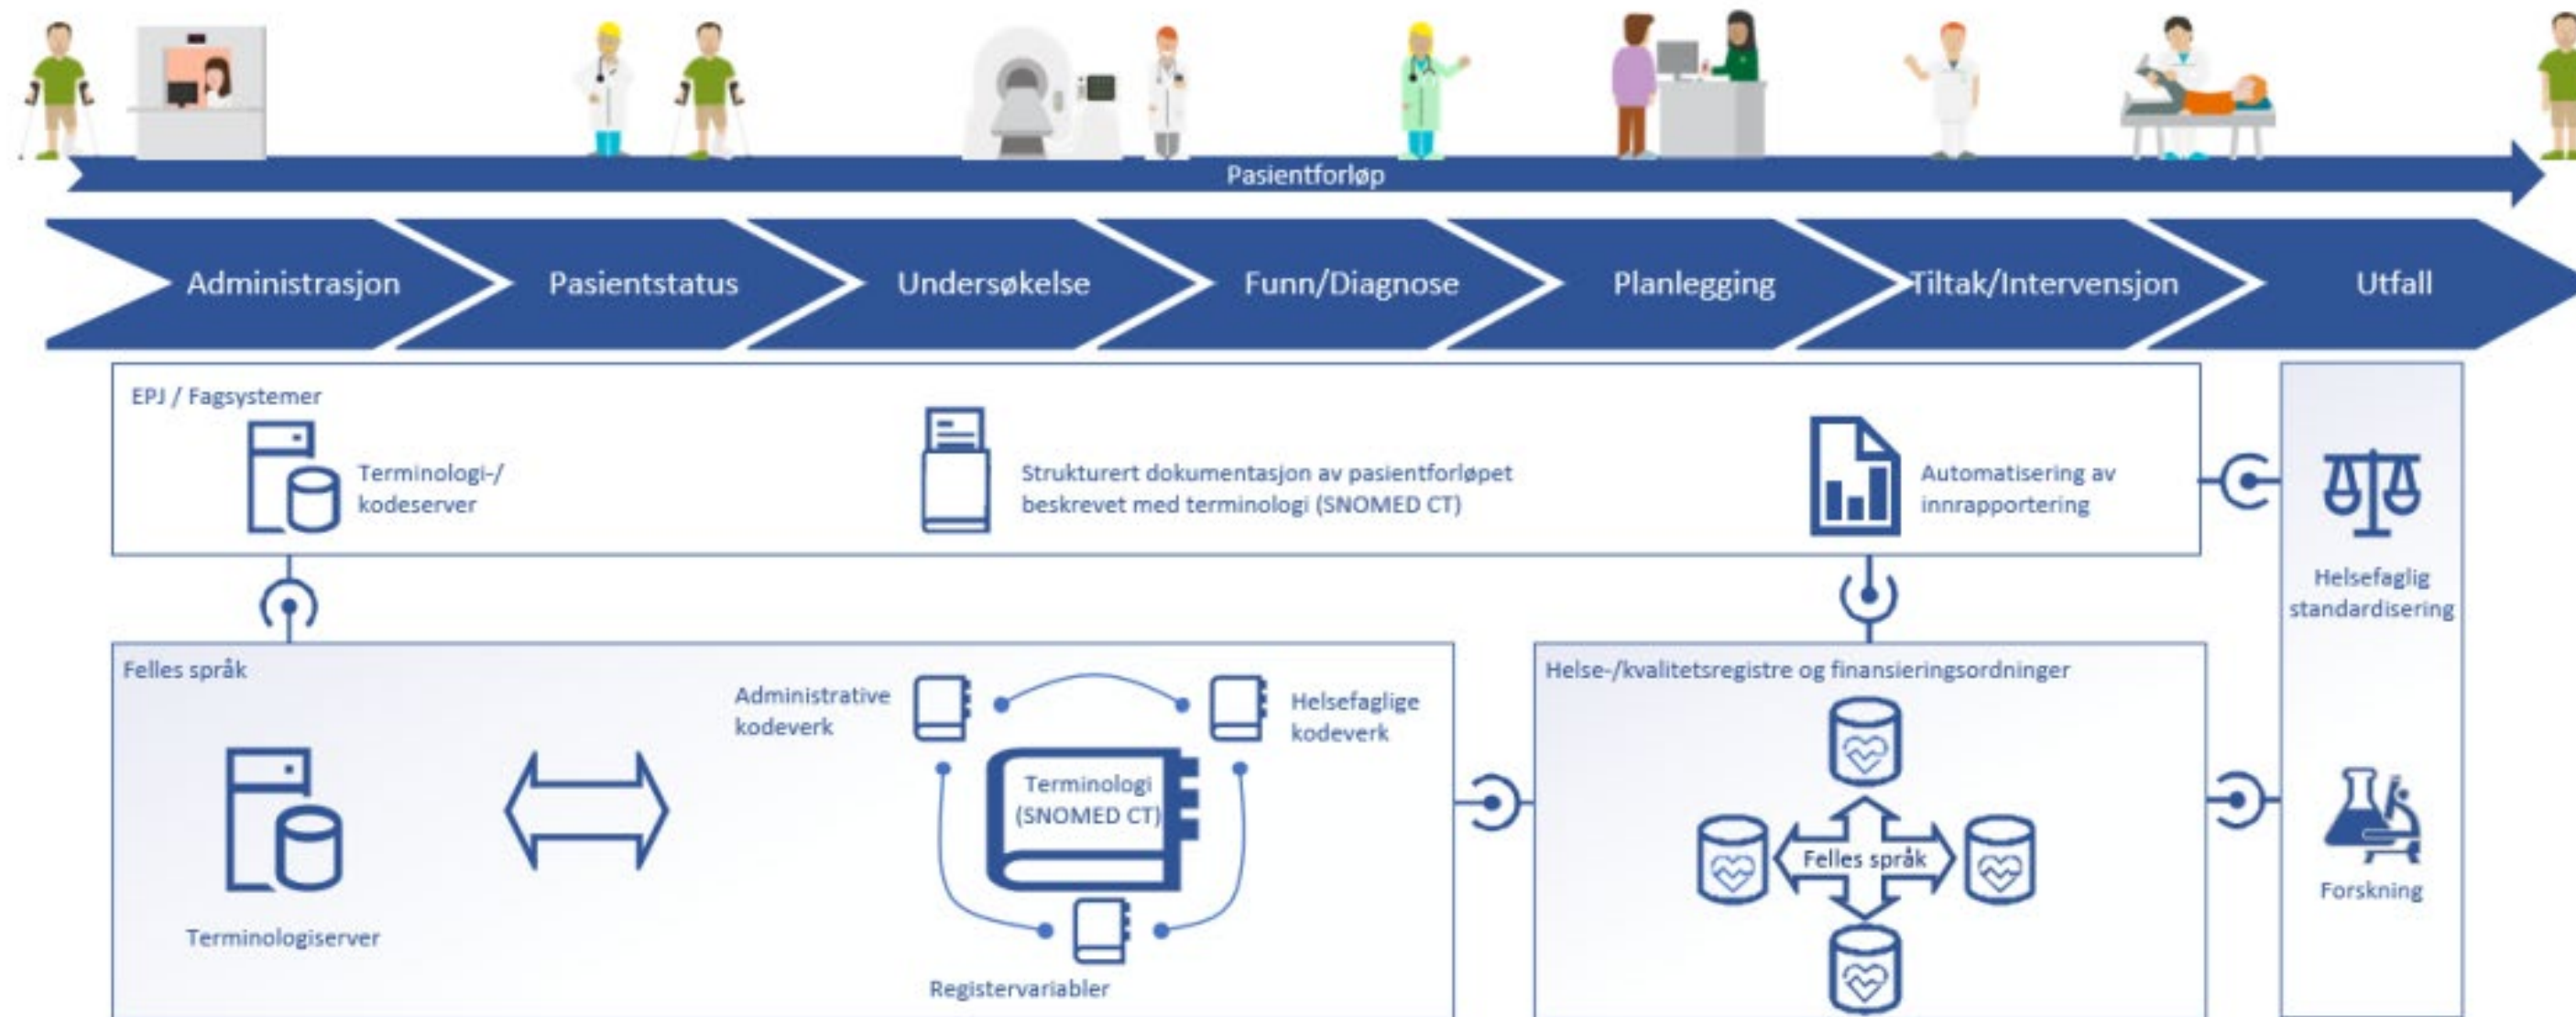 Pasientforløp
Administrasjon
Pasientstatus
Undersøkelse
Funn/Diagnose
Planlegging
Tiltak/Intervensjon
Utfall
EPJ / Fagsystemer
Terminologi-/
kodeserver
Strukturert dokumentasjon av pasientforløpet
beskrevet med terminologi (SNOMED CT)
Automatisering av
innrapportering
Helsefaglig
standardisering
Forskning
Felles språk
Terminologiserver
Administrative
kodeverk
Helsefaglige
kodeverk
Terminologi
(SNOMED CT)
Registervariabler
Helse-/kvalitetsregistre og finansieringsordninger
Felles språk